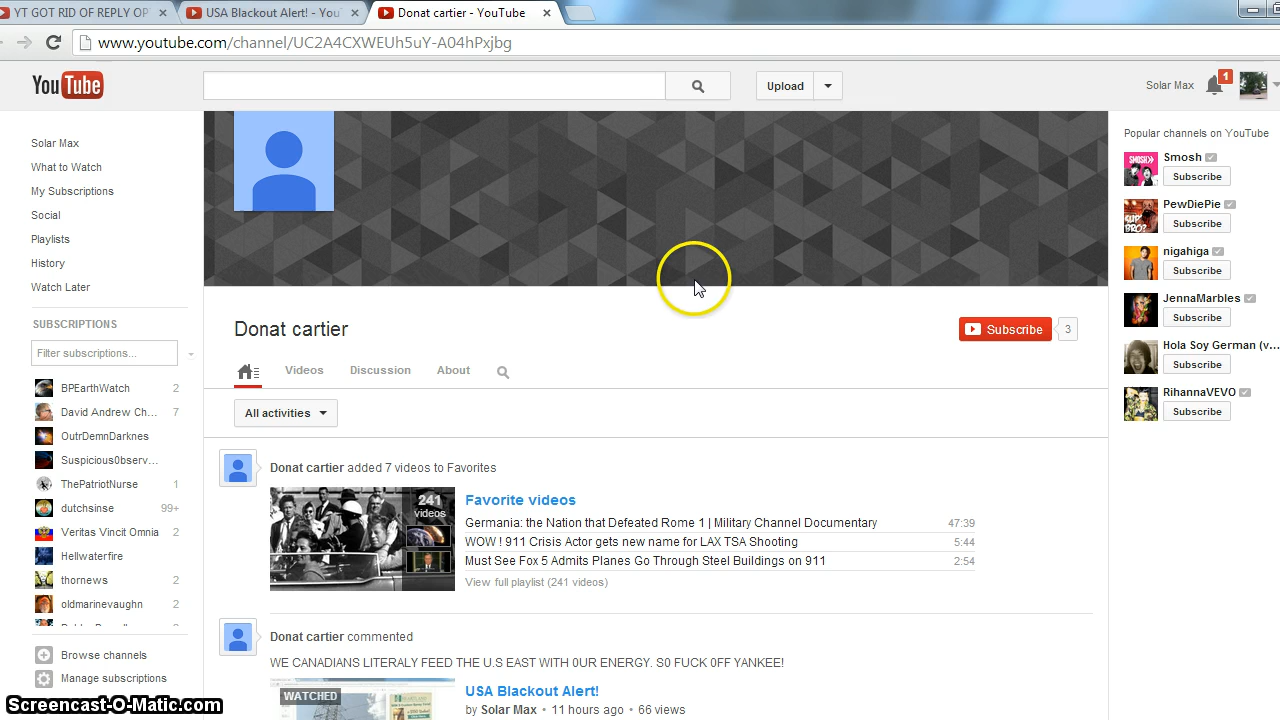 YT GOT RID OF REPLY OP
USA Blackout Alert! - You
Donat cartier - YouTube
www.youtube.com/channel/UC2A4CXWEUh5uY-A04hPxjbg
YouTube
Upload
Solar Max
1
Solar Max
What to Watch
My Subscriptions
Social
Playlists
History
Watch Later
SUBSCRIPTIONS
Filter subscriptions...
BPEarthWatch 2
David Andrew Ch... 7
OutrDemnDarknes
Suspicious0bserv...
ThePatriotNurse 1
dutchsinse 99+
Veritas Vincit Omnia 2
Hellwaterfire
thornews 2
oldmarinevaughn 2
Browse channels
Manage subscriptions
Donat cartier
Subscribe 3
Videos Discussion About
All activities
Donat cartier added 7 videos to Favorites
241
videos
Favorite videos
Germania: the Nation that Defeated Rome 1 | Military Channel Documentary 47:39
WOW ! 911 Crisis Actor gets new name for LAX TSA Shooting 5:44
Must See Fox 5 Admits Planes Go Through Steel Buildings on 911 2:54
View full playlist (241 videos)
Donat cartier commented
WE CANADIANS LITERALY FEED THE U.S EAST WITH 0UR ENERGY. S0 FUCK 0FF YANKEE!
WATCHED
USA Blackout Alert!
by Solar Max • 11 hours ago • 66 views
Popular channels on YouTube
SMOSH
Smosh
Subscribe
PewDiePie
Subscribe
nigahiga
Subscribe
JennaMarbles
Subscribe
Hola Soy German (v...
Subscribe
RihannaVEVO
Subscribe
Screencast-O-Matic.com